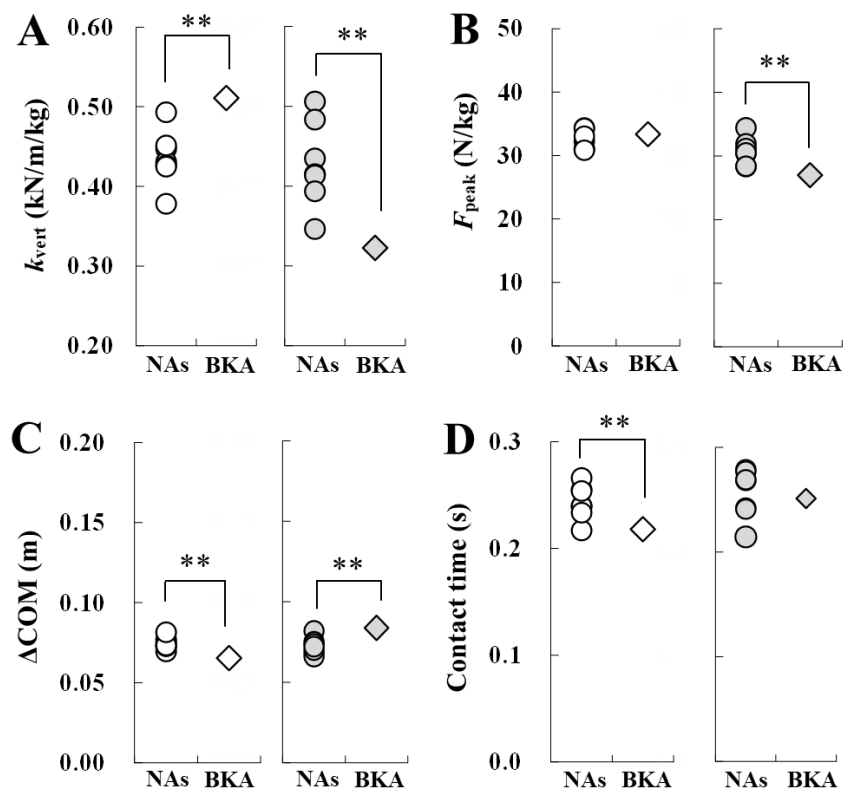 A
k_vert (kN/m/kg)
0.60
0.50
0.40
0.30
0.20
**
**
NAs BKA
NAs BKA
B
F_peak (N/kg)
50
40
30
20
10
0
**
NAs BKA
NAs BKA
C
ΔCOM (m)
0.20
0.15
0.10
0.05
0.00
**
**
NAs BKA
NAs BKA
D
Contact time (s)
0.3
0.2
0.1
0.0
**
NAs BKA
NAs BKA